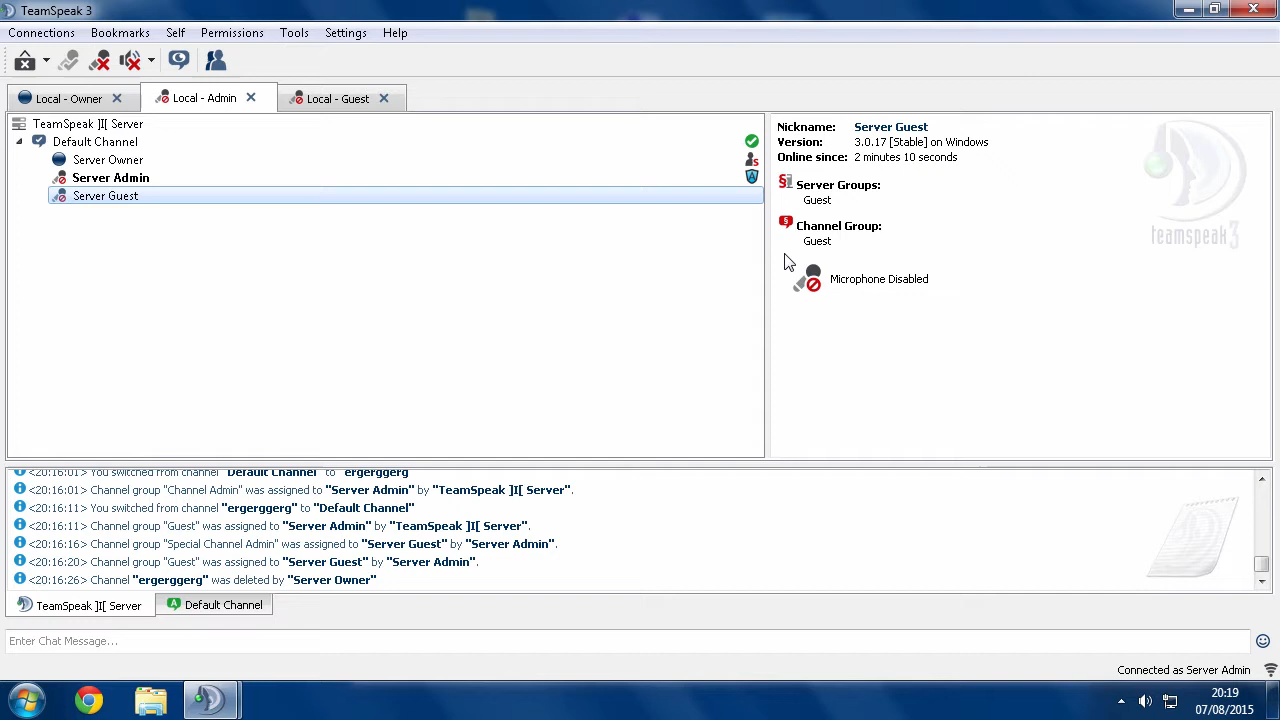 TeamSpeak 3
Connections Bookmarks Self Permissions Tools Settings Help
Local - Owner Local - Admin Local - Guest
TeamSpeak ]I[ Server
Default Channel
Server Owner
Server Admin
Server Guest
Nickname: Server Guest
Version: 3.0.17 [Stable] on Windows
Online since: 2 minutes 10 seconds
Server Groups:
Guest
Channel Group:
Guest
Microphone Disabled
teamspeak3
<20:16:01> You switched from channel "Default Channel" to "ergerggerg"
<20:16:01> Channel group "Channel Admin" was assigned to "Server Admin" by "TeamSpeak ]I[ Server".
<20:16:11> You switched from channel "ergerggerg" to "Default Channel"
<20:16:11> Channel group "Guest" was assigned to "Server Admin" by "TeamSpeak ]I[ Server".
<20:16:16> Channel group "Special Channel Admin" was assigned to "Server Guest" by "Server Admin".
<20:16:20> Channel group "Guest" was assigned to "Server Guest" by "Server Admin".
<20:16:26> Channel "ergerggerg" was deleted by "Server Owner"
TeamSpeak ]I[ Server Default Channel
Enter Chat Message...
Connected as Server Admin
20:19
07/08/2015